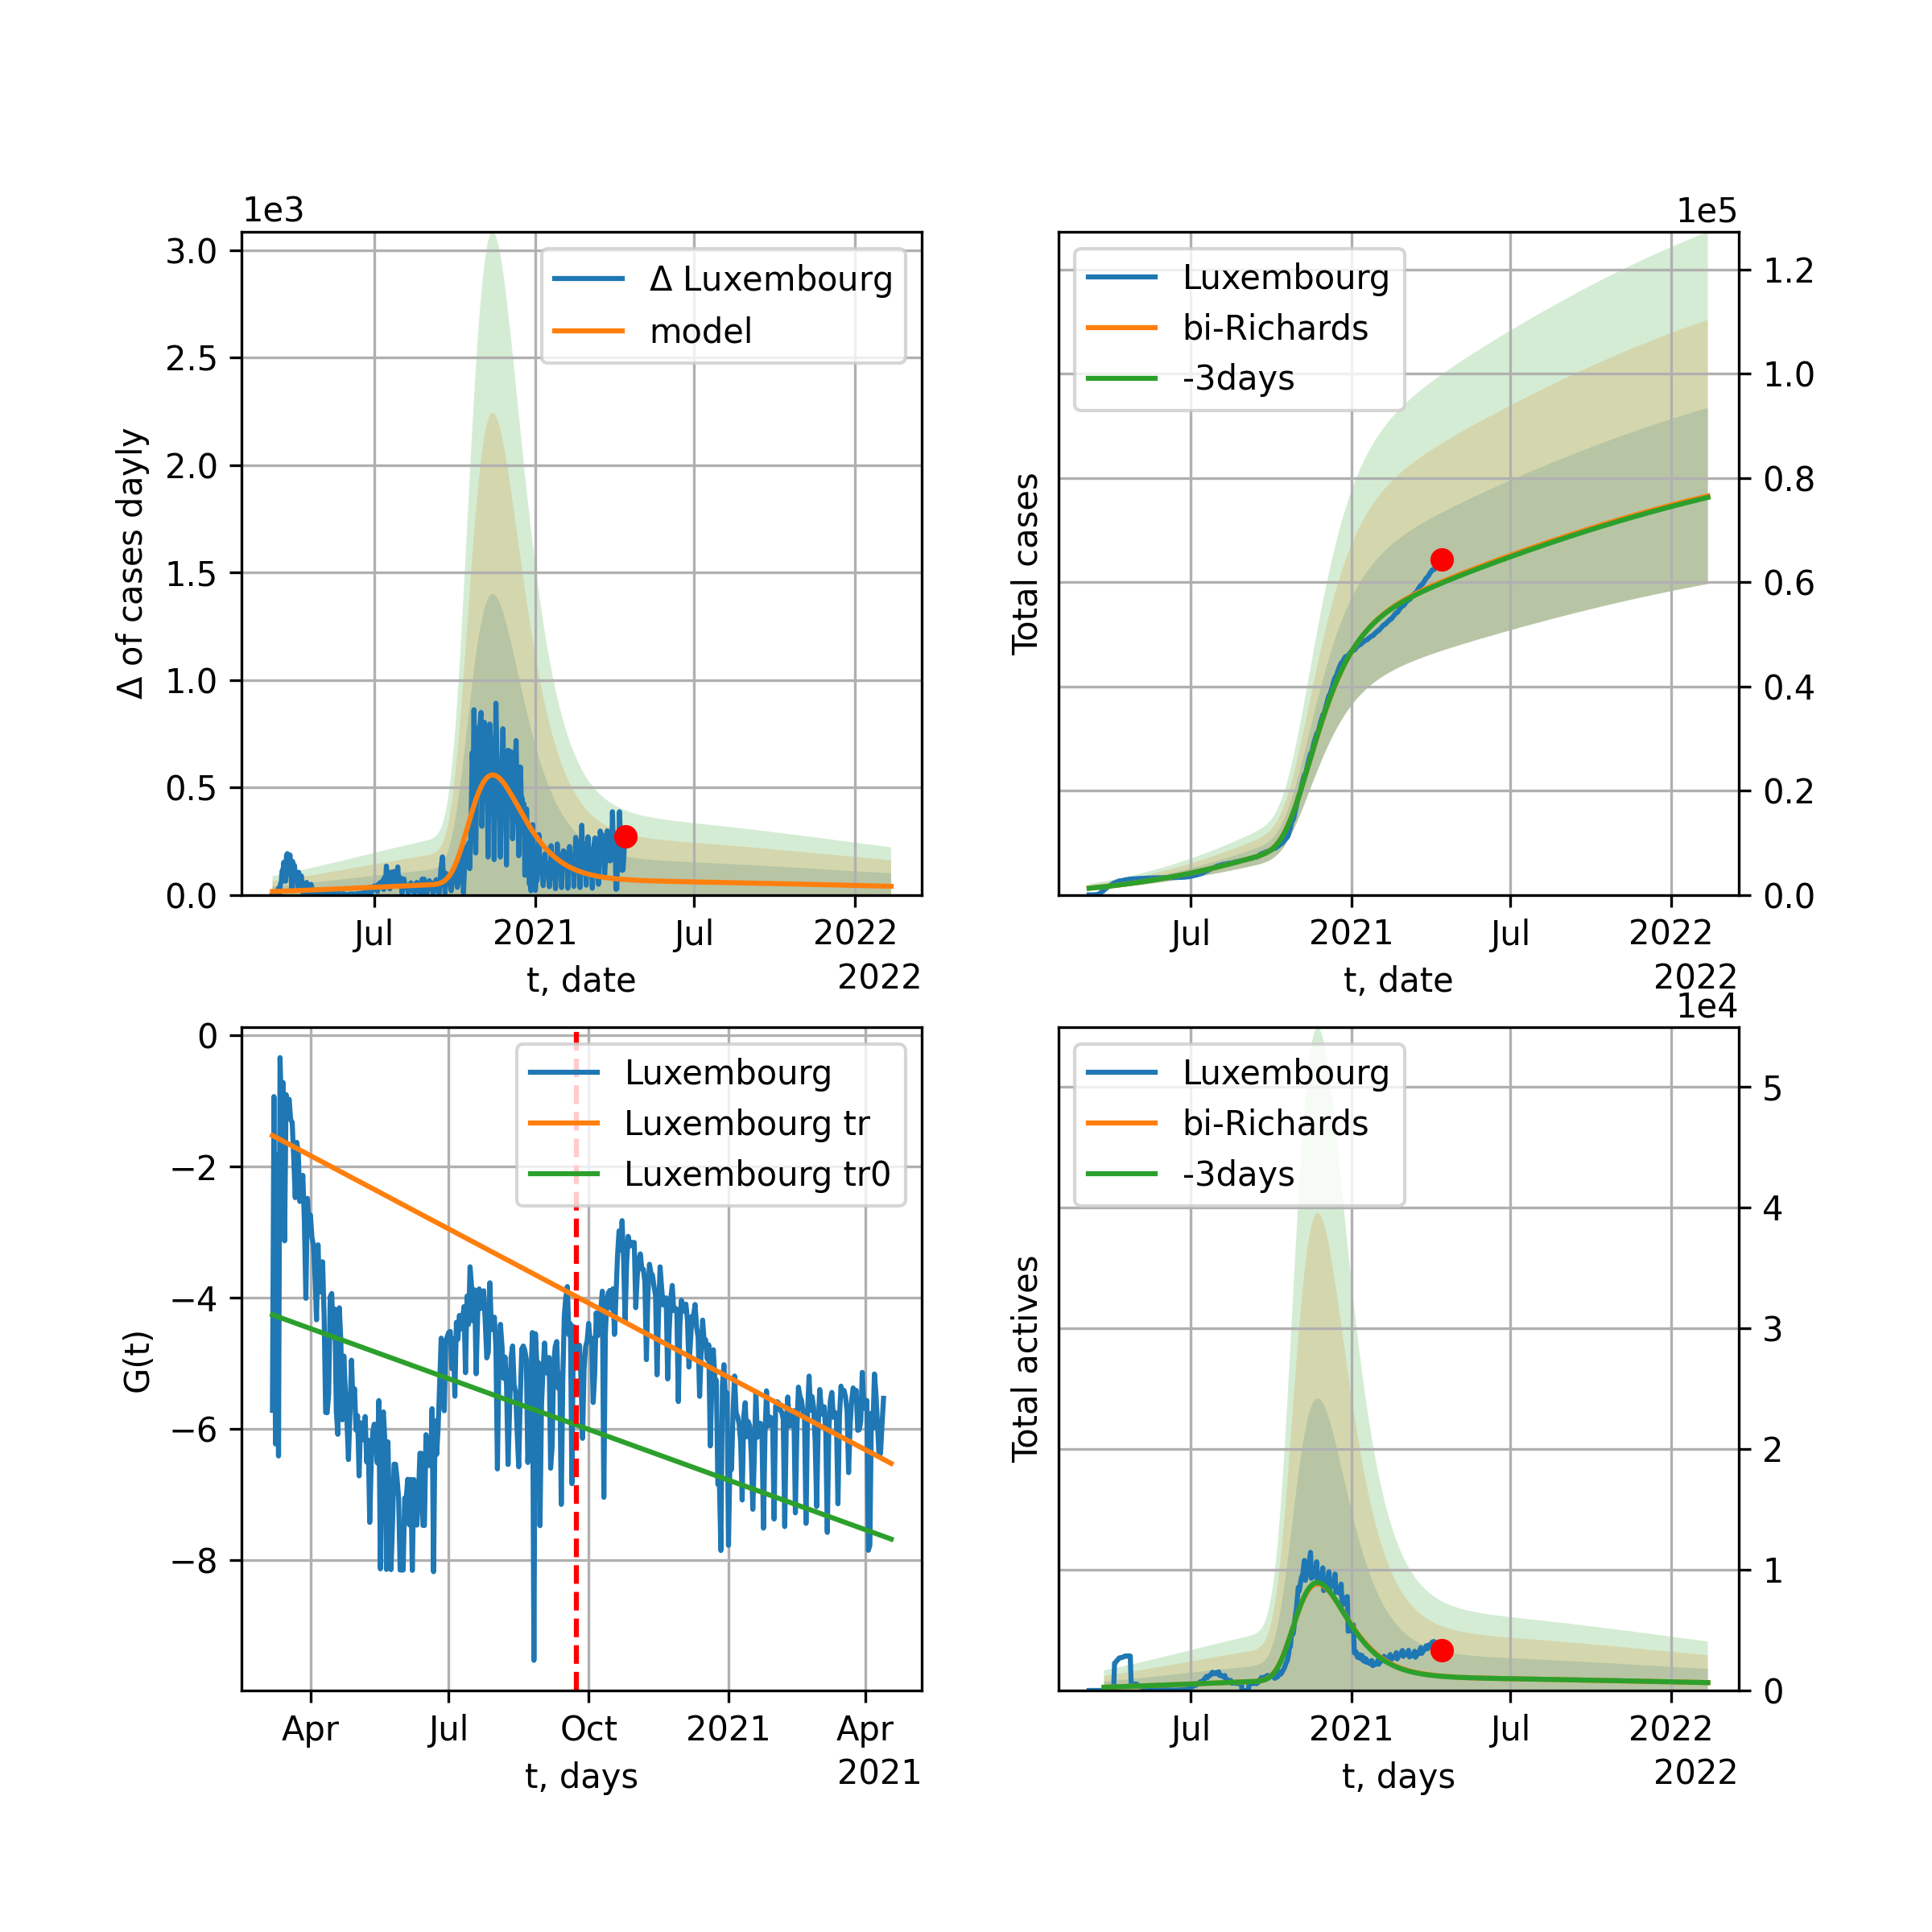 1e3
3.0
2.5
2.0
1.5
1.0
0.5
0.0
Δ of cases dayly
Δ Luxembourg
model
Jul
2021
Jul
2022
t, date
2022
1e5
Luxembourg
bi-Richards
-3days
Total cases
1.2
1.0
0.8
0.6
0.4
0.2
0.0
Jul
2021
Jul
2022
t, date
2022
0
−2
−4
−6
−8
G(t)
Luxembourg
Luxembourg tr
Luxembourg tr0
Apr
Jul
Oct
2021
Apr
t, days
2021
1e4
Luxembourg
bi-Richards
-3days
Total actives
5
4
3
2
1
0
Jul
2021
Jul
2022
t, days
2022